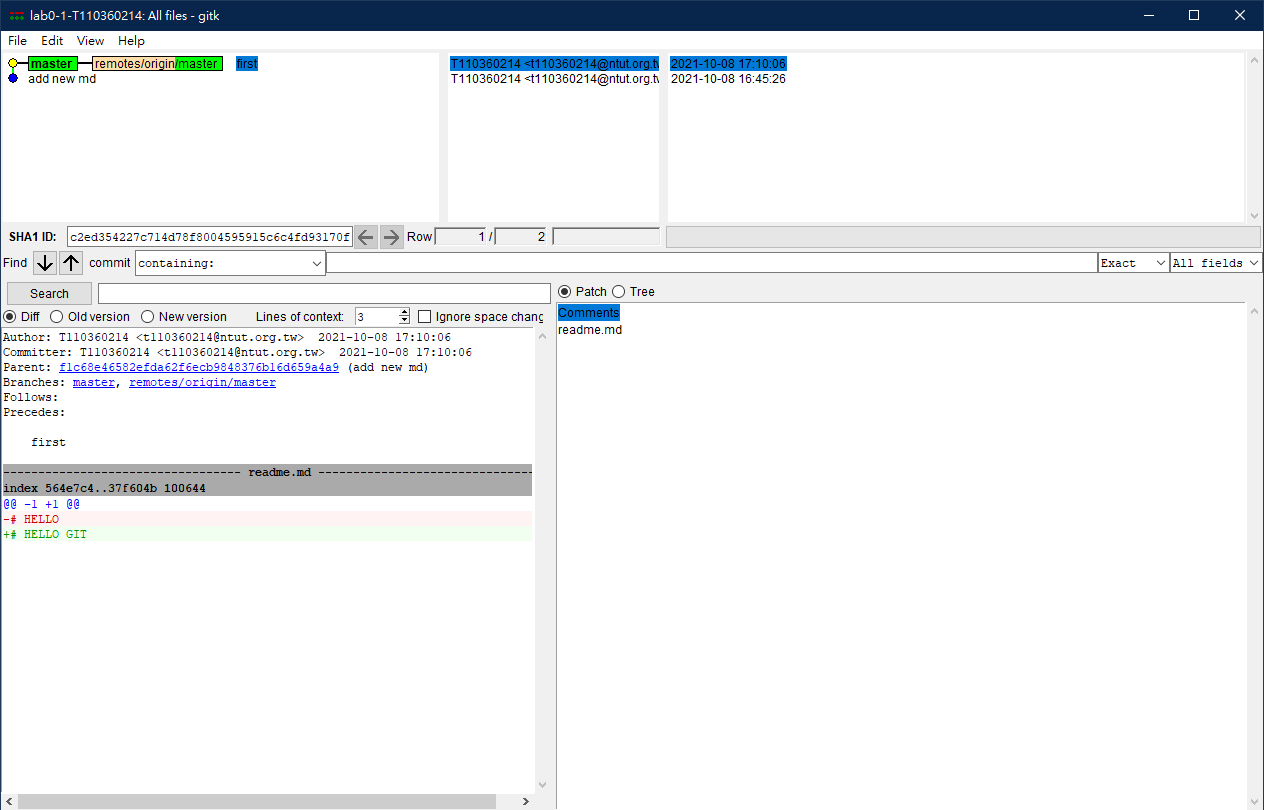 lab0-1-T110360214: All files - gitk
File Edit View Help
master remotes/origin/master first T110360214 <t110360214@ntut.org.tw 2021-10-08 17:10:06
add new md T110360214 <t110360214@ntut.org.tw 2021-10-08 16:45:26
SHA1 ID: c2ed354227c714d78f8004595915c6c4fd93170f Row 1 / 2
Find commit containing: Exact All fields
Search Patch Tree
Diff Old version New version Lines of context: 3 Ignore space chang
Comments
readme.md
Author: T110360214 <t110360214@ntut.org.tw> 2021-10-08 17:10:06
Committer: T110360214 <t110360214@ntut.org.tw> 2021-10-08 17:10:06
Parent: f1c68e46582efda62f6ecb9848376b16d659a4a9 (add new md)
Branches: master, remotes/origin/master
Follows:
Precedes:
first
---------------------------------- readme.md -------------------------------
index 564e7c4..37f604b 100644
@@ -1 +1 @@
-# HELLO
+# HELLO GIT